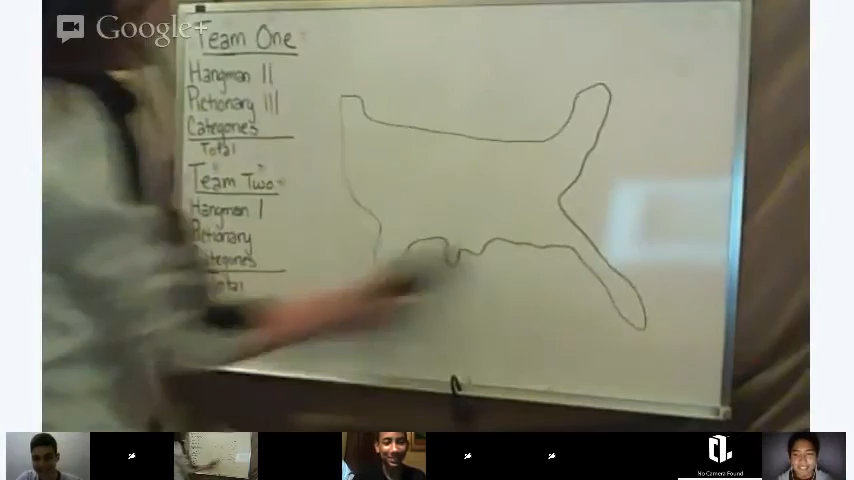 Google+
Team One
Hangman ||
Pictionary |||
Categories
Total
Team Two
Hangman |
Pictionary
Categories
Total
No Camera Found